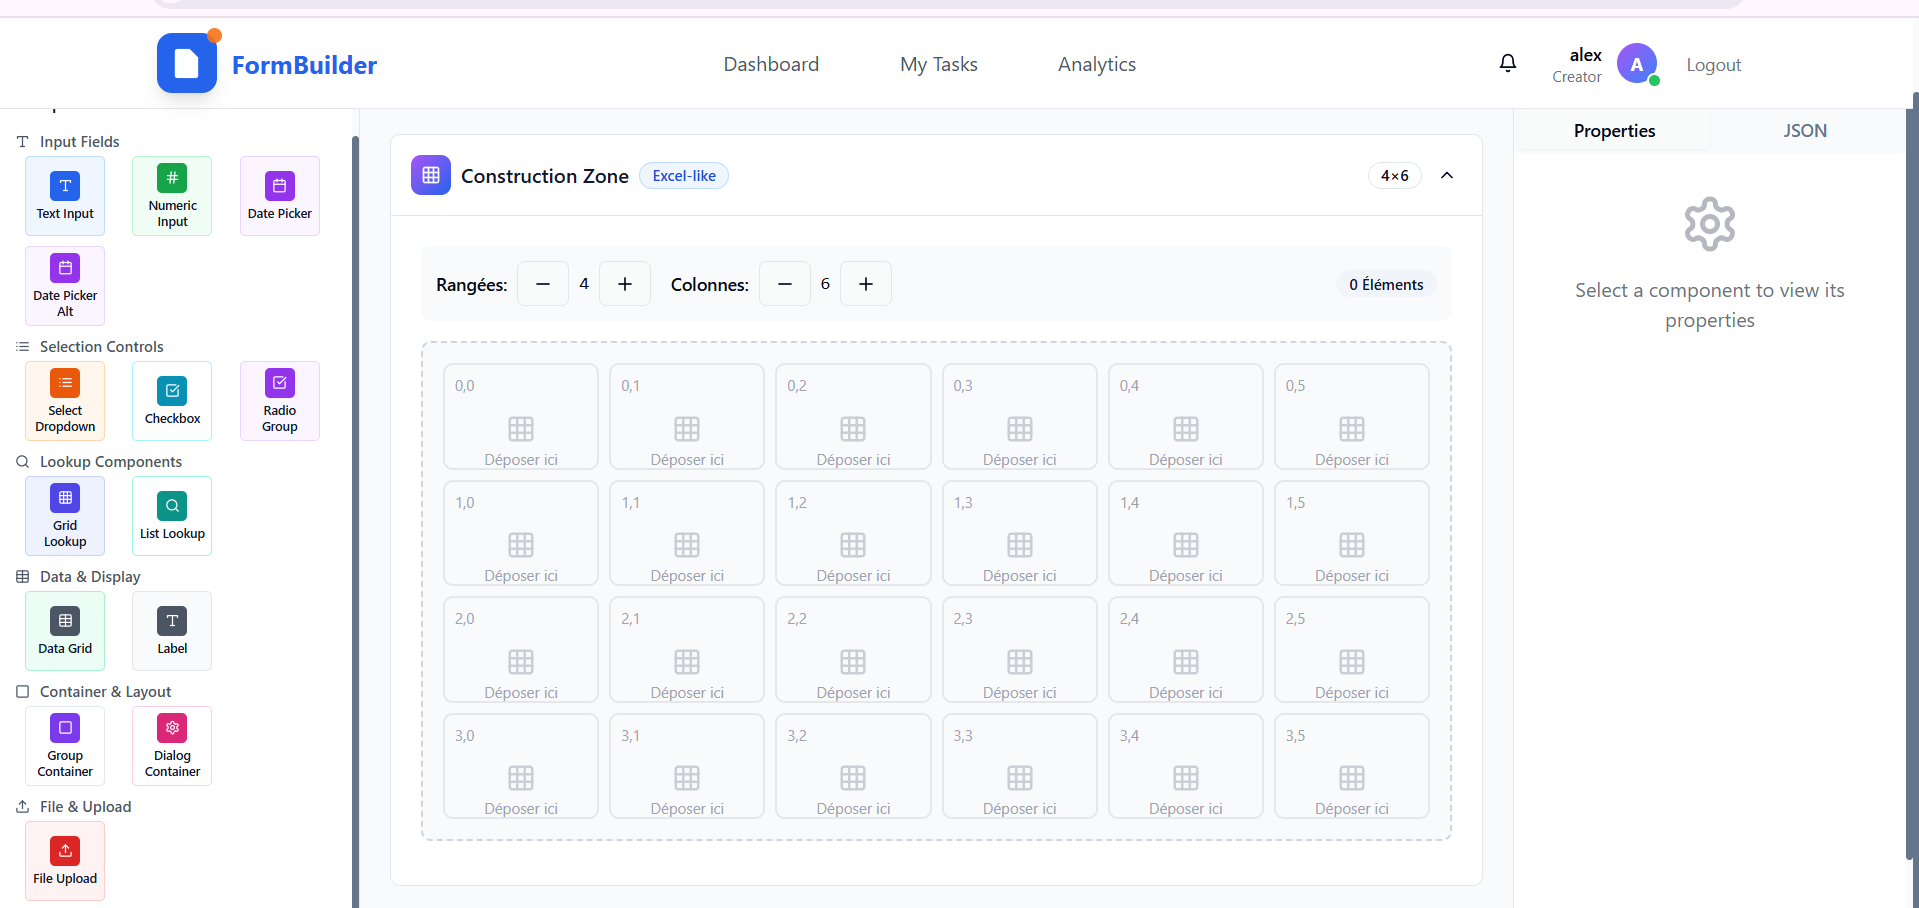 FormBuilder
Dashboard
My Tasks
Analytics
alex
Creator
A
Logout
Input Fields
Text Input
Numeric
Input
Date Picker
Date Picker
Alt
Selection Controls
Select
Dropdown
Checkbox
Radio
Group
Lookup Components
Grid
Lookup
List Lookup
Data & Display
Data Grid
Label
Container & Layout
Group
Container
Dialog
Container
File & Upload
File Upload
Construction Zone
Excel-like
4×6
Rangées:
4
Colonnes:
6
0 Éléments
0,0
0,1
0,2
0,3
0,4
0,5
Déposer ici
Déposer ici
Déposer ici
Déposer ici
Déposer ici
Déposer ici
1,0
1,1
1,2
1,3
1,4
1,5
Déposer ici
Déposer ici
Déposer ici
Déposer ici
Déposer ici
Déposer ici
2,0
2,1
2,2
2,3
2,4
2,5
Déposer ici
Déposer ici
Déposer ici
Déposer ici
Déposer ici
Déposer ici
3,0
3,1
3,2
3,3
3,4
3,5
Déposer ici
Déposer ici
Déposer ici
Déposer ici
Déposer ici
Déposer ici
Properties
JSON
Select a component to view its
properties